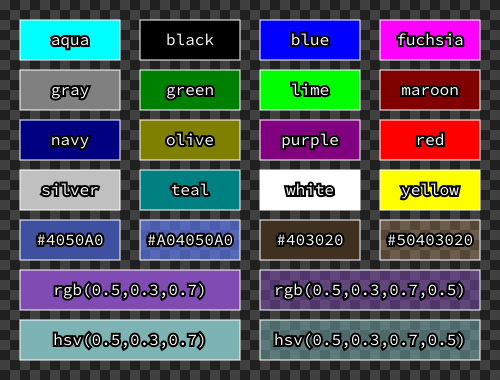 aqua black blue fuchsia
gray green lime maroon
navy olive purple red
silver teal white yellow
#4050A0 #A04050A0 #403020 #50403020
rgb(0.5,0.3,0.7) rgb(0.5,0.3,0.7,0.5)
hsv(0.5,0.3,0.7) hsv(0.5,0.3,0.7,0.5)